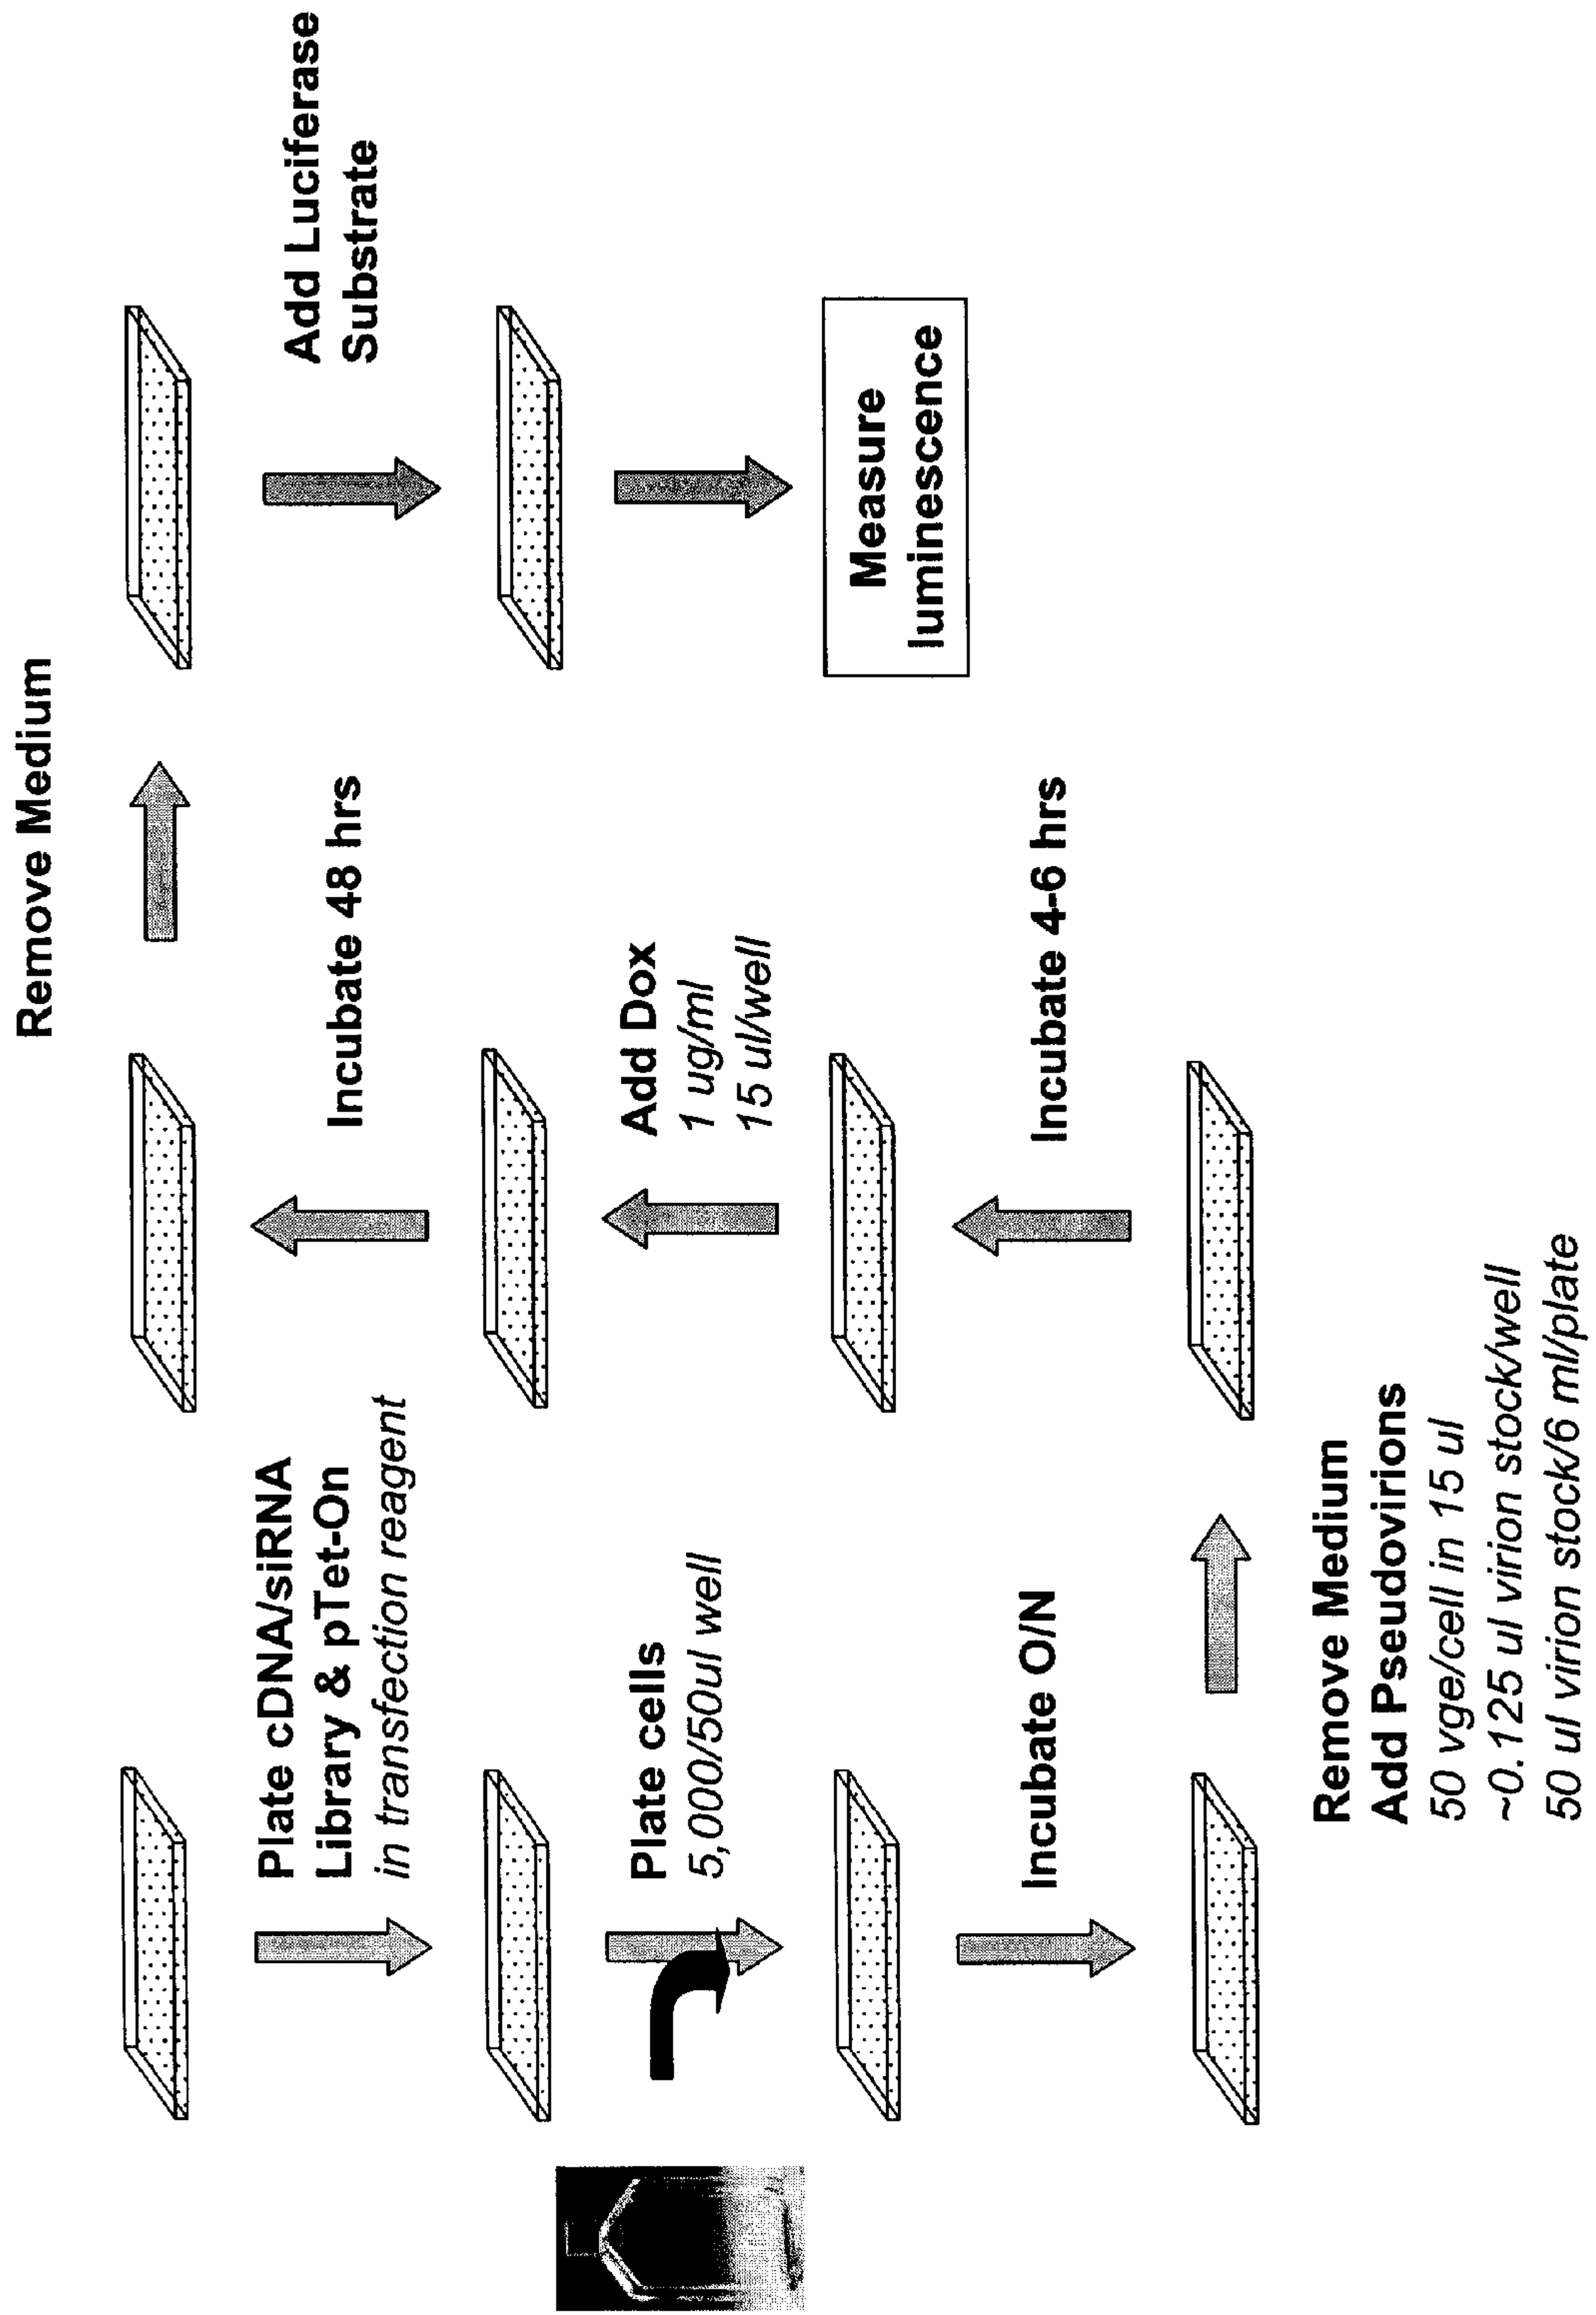 Plate cDNA/siRNA
Library & pTet-On
in transfection reagent
Plate cells
5,000/50ul well
Incubate O/N
Remove Medium
Add Pseudovirions
50 vge/cell in 15 ul
~0.125 ul virion stock/well
50 ul virion stock/6 ml/plate
Incubate 4-6 hrs
Add Dox
1 ug/ml
15 ul/well
Incubate 48 hrs
Remove Medium
Add Luciferase
Substrate
Measure
luminescence